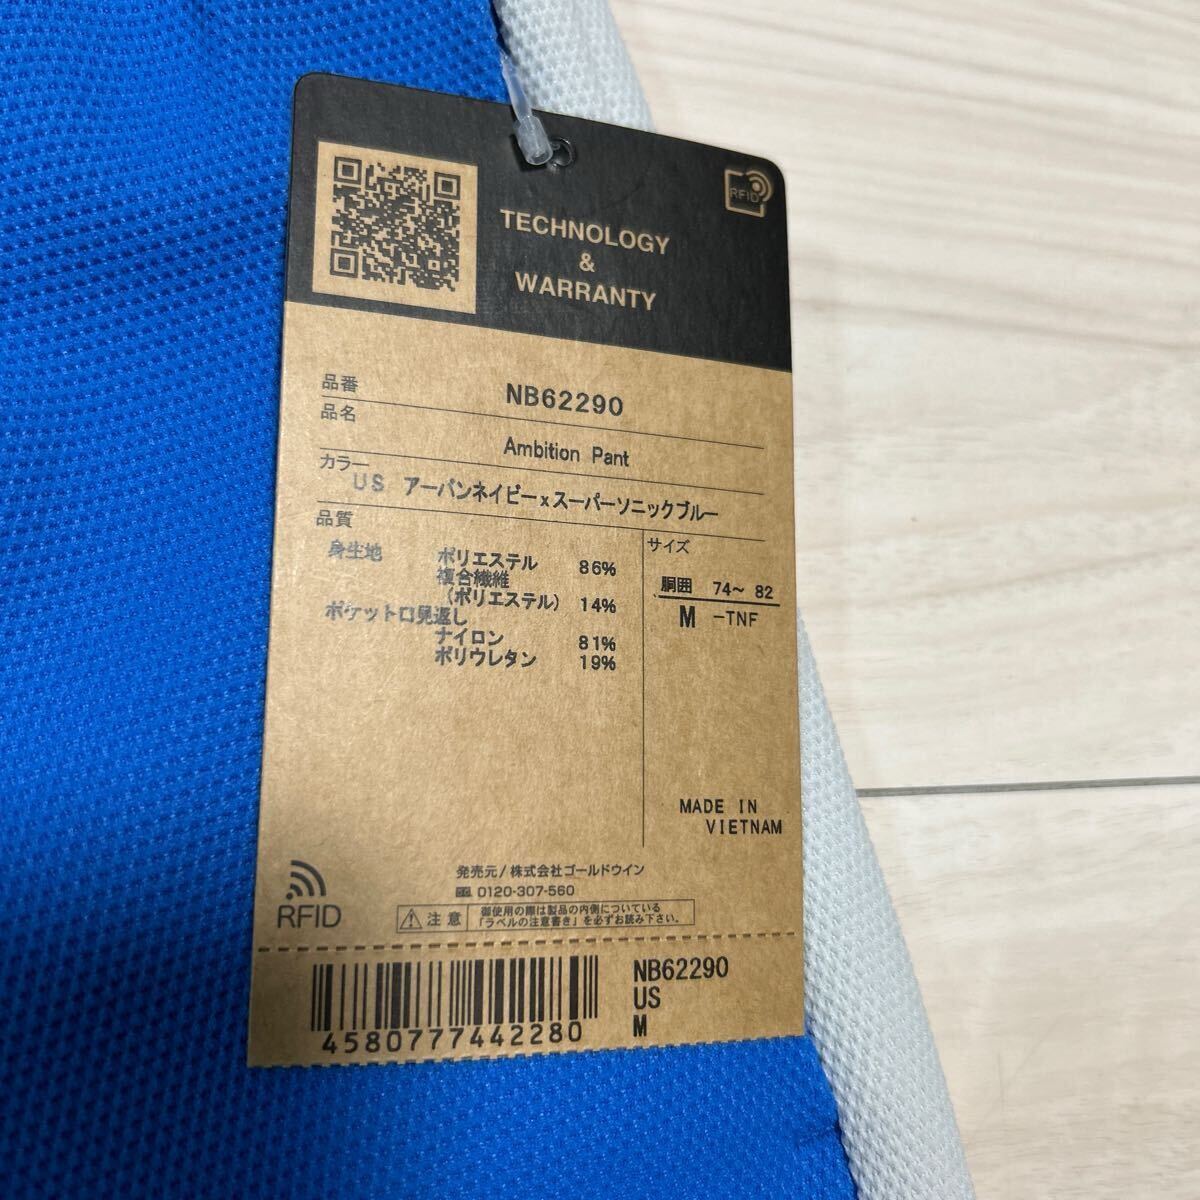 RFID
TECHNOLOGY
&
WARRANTY
品番 NB62290
品名
Ambition Pant
カラー
US アーバンネイビーxスーパーソニックブルー
品質
身生地 ポリエステル 86%
複合繊維
(ポリエステル) 14%
ポケット口見返し
ナイロン 81%
ポリウレタン 19%
サイズ
胴囲 74~ 82
M -TNF
MADE IN
VIETNAM
発売元/株式会社ゴールドウイン
0120-307-560
RFID
注意
御使用の際は製品の内側についている
「ラベルの注意書き」を必ずお読み下さい。
4580777442280
NB62290
US
M